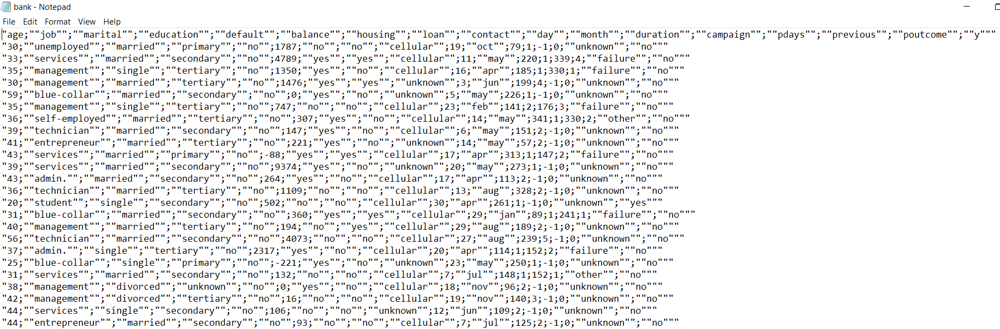 bank - Notepad
File Edit Format View Help
"age;""job"";""marital"";""education"";""default"";""balance"";""housing"";""loan"";""contact"";""day"";""month"";""duration"";""campaign"";""pdays"";""previous"";""poutcome"";""y"""
"30;""unemployed"";""married"";""primary"";""no"";1787;""no"";""no"";""cellular"";19;""oct"";79;1;-1;0;""unknown"";""no"""
"33;""services"";""married"";""secondary"";""no"";4789;""yes"";""yes"";""cellular"";11;""may"";220;1;339;4;""failure"";""no"""
"35;""management"";""single"";""tertiary"";""no"";1350;""yes"";""no"";""cellular"";16;""apr"";185;1;330;1;""failure"";""no"""
"30;""management"";""married"";""tertiary"";""no"";1476;""yes"";""yes"";""unknown"";3;""jun"";199;4;-1;0;""unknown"";""no"""
"59;""blue-collar"";""married"";""secondary"";""no"";0;""yes"";""no"";""unknown"";5;""may"";226;1;-1;0;""unknown"";""no"""
"35;""management"";""single"";""tertiary"";""no"";747;""no"";""no"";""cellular"";23;""feb"";141;2;176;3;""failure"";""no"""
"36;""self-employed"";""married"";""tertiary"";""no"";307;""yes"";""no"";""cellular"";14;""may"";341;1;330;2;""other"";""no"""
"39;""technician"";""married"";""secondary"";""no"";147;""yes"";""no"";""cellular"";6;""may"";151;2;-1;0;""unknown"";""no"""
"41;""entrepreneur"";""married"";""tertiary"";""no"";221;""yes"";""no"";""unknown"";14;""may"";57;2;-1;0;""unknown"";""no"""
"43;""services"";""married"";""primary"";""no"";-88;""yes"";""yes"";""cellular"";17;""apr"";313;1;147;2;""failure"";""no"""
"39;""services"";""married"";""secondary"";""no"";9374;""yes"";""no"";""unknown"";20;""may"";273;1;-1;0;""unknown"";""no"""
"43;""admin."";""married"";""secondary"";""no"";264;""yes"";""no"";""cellular"";17;""apr"";113;2;-1;0;""unknown"";""no"""
"36;""technician"";""married"";""tertiary"";""no"";1109;""no"";""no"";""cellular"";13;""aug"";328;2;-1;0;""unknown"";""no"""
"20;""student"";""single"";""secondary"";""no"";502;""no"";""no"";""cellular"";30;""apr"";261;1;-1;0;""unknown"";""yes"""
"31;""blue-collar"";""married"";""secondary"";""no"";360;""yes"";""yes"";""cellular"";29;""jan"";89;1;241;1;""failure"";""no"""
"40;""management"";""married"";""tertiary"";""no"";194;""no"";""yes"";""cellular"";29;""aug"";189;2;-1;0;""unknown"";""no"""
"56;""technician"";""married"";""secondary"";""no"";4073;""no"";""no"";""cellular"";27;""aug"";239;5;-1;0;""unknown"";""no"""
"37;""admin."";""single"";""tertiary"";""no"";2317;""yes"";""no"";""cellular"";20;""apr"";114;1;152;2;""failure"";""no"""
"25;""blue-collar"";""single"";""primary"";""no"";-221;""yes"";""no"";""unknown"";23;""may"";250;1;-1;0;""unknown"";""no"""
"31;""services"";""married"";""secondary"";""no"";132;""no"";""no"";""cellular"";7;""jul"";148;1;152;1;""other"";""no"""
"38;""management"";""divorced"";""unknown"";""no"";0;""yes"";""no"";""cellular"";18;""nov"";96;2;-1;0;""unknown"";""no"""
"42;""management"";""divorced"";""tertiary"";""no"";16;""no"";""no"";""cellular"";19;""nov"";140;3;-1;0;""unknown"";""no"""
"44;""services"";""single"";""secondary"";""no"";106;""no"";""no"";""unknown"";12;""jun"";109;2;-1;0;""unknown"";""no"""
"44;""entrepreneur"";""married"";""secondary"";""no"";93;""no"";""no"";""cellular"";7;""jul"";125;2;-1;0;""unknown"";""no"""